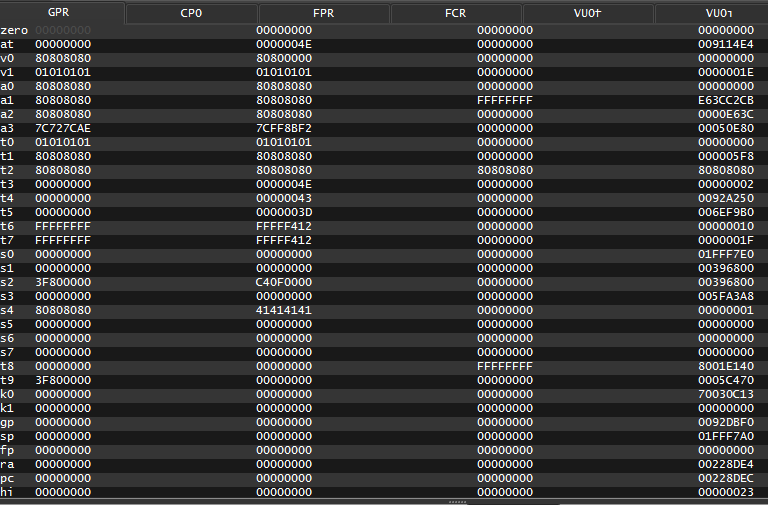 GPR CP0 FPR FCR VU0f VU0i
zero 00000000 00000000 00000000 00000000
at 00000000 0000004E 00000000 009114E4
v0 80808080 80800000 00000000 00000000
v1 01010101 01010101 00000000 0000001E
a0 80808080 80808080 00000000 00000000
a1 80808080 80808080 FFFFFFFF E63CC2CB
a2 80808080 80808080 00000000 0000E63C
a3 7C727CAE 7CFF8BF2 00000000 00050E80
t0 01010101 01010101 00000000 00000000
t1 80808080 80808080 00000000 000005F8
t2 80808080 80808080 80808080 80808080
t3 00000000 0000004E 00000000 00000002
t4 00000000 00000043 00000000 0092A250
t5 00000000 0000003D 00000000 006EF9B0
t6 FFFFFFFF FFFFF412 00000000 00000010
t7 FFFFFFFF FFFFF412 00000000 0000001F
s0 00000000 00000000 00000000 01FFF7E0
s1 00000000 00000000 00000000 00396800
s2 3F800000 C40F0000 00000000 00396800
s3 00000000 00000000 00000000 005FA3A8
s4 80808080 41414141 00000000 00000001
s5 00000000 00000000 00000000 00000000
s6 00000000 00000000 00000000 00000000
s7 00000000 00000000 00000000 00000000
t8 00000000 00000000 FFFFFFFF 8001E140
t9 3F800000 00000000 00000000 0005C470
k0 00000000 00000000 00000000 70030C13
k1 00000000 00000000 00000000 00000000
gp 00000000 00000000 00000000 0092DBF0
sp 00000000 00000000 00000000 01FFF7A0
fp 00000000 00000000 00000000 00000000
ra 00000000 00000000 00000000 00228DE4
pc 00000000 00000000 00000000 00228DEC
hi 00000000 00000000 00000000 00000023